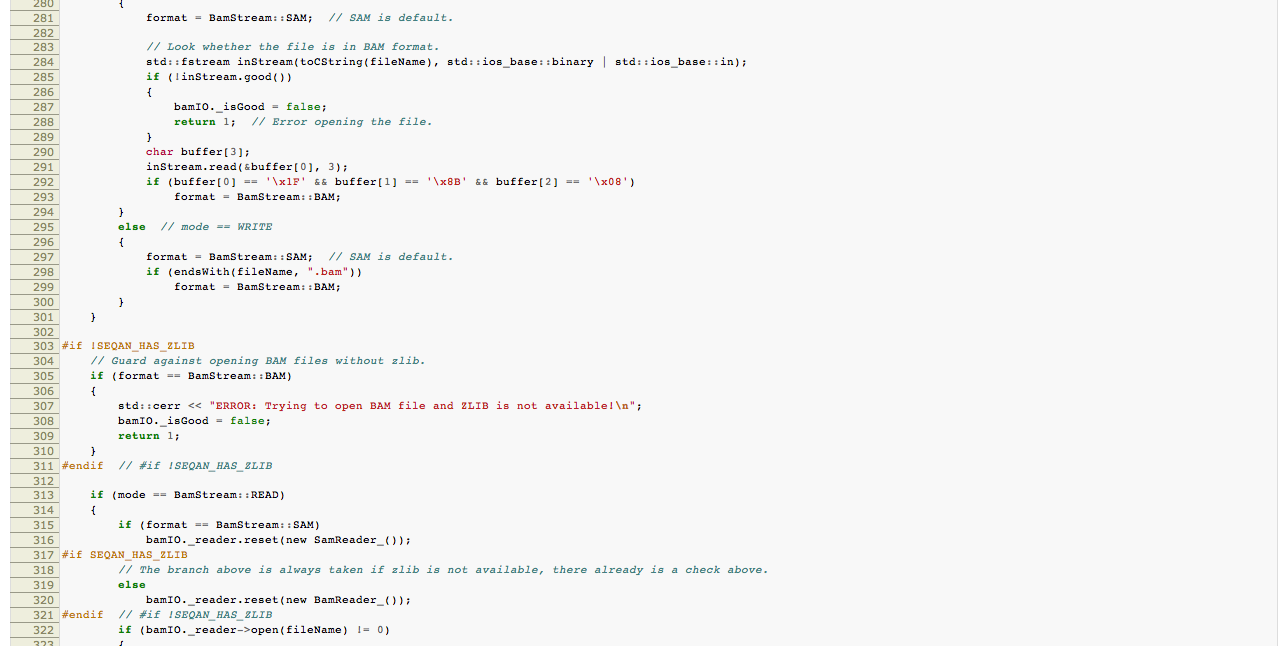 280         {
281             format = BamStream::SAM;  // SAM is default.
282
283             // Look whether the file is in BAM format.
284             std::fstream inStream(toCString(fileName), std::ios_base::binary | std::ios_base::in);
285             if (!inStream.good())
286             {
287                 bamIO._isGood = false;
288                 return 1;  // Error opening the file.
289             }
290             char buffer[3];
291             inStream.read(&buffer[0], 3);
292             if (buffer[0] == '\x1F' && buffer[1] == '\x8B' && buffer[2] == '\x08')
293                 format = BamStream::BAM;
294         }
295         else  // mode == WRITE
296         {
297             format = BamStream::SAM;  // SAM is default.
298             if (endsWith(fileName, ".bam"))
299                 format = BamStream::BAM;
300         }
301     }
302
303 #if !SEQAN_HAS_ZLIB
304     // Guard against opening BAM files without zlib.
305     if (format == BamStream::BAM)
306     {
307         std::cerr << "ERROR: Trying to open BAM file and ZLIB is not available!\n";
308         bamIO._isGood = false;
309         return 1;
310     }
311 #endif  // #if !SEQAN_HAS_ZLIB
312
313     if (mode == BamStream::READ)
314     {
315         if (format == BamStream::SAM)
316             bamIO._reader.reset(new SamReader_());
317 #if SEQAN_HAS_ZLIB
318         // The branch above is always taken if zlib is not available, there already is a check above.
319         else
320             bamIO._reader.reset(new BamReader_());
321 #endif  // #if !SEQAN_HAS_ZLIB
322         if (bamIO._reader->open(fileName) != 0)
323         {